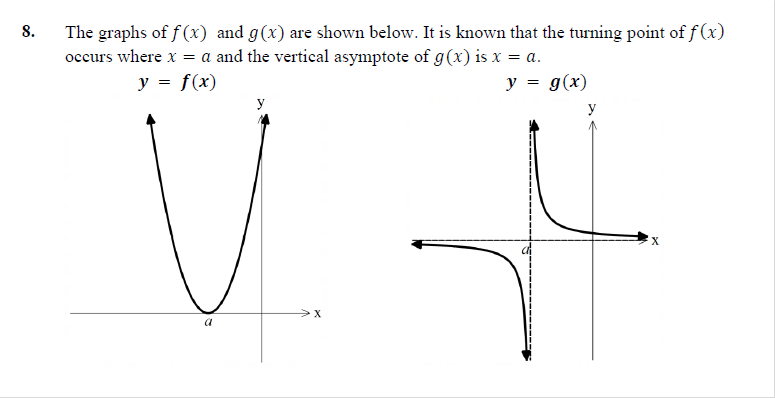 8. The graphs of f(x) and g(x) are shown below. It is known that the turning point of f(x)
occurs where x = a and the vertical asymptote of g(x) is x = a.
y = f(x) y = g(x)
y y
x
a
x
a